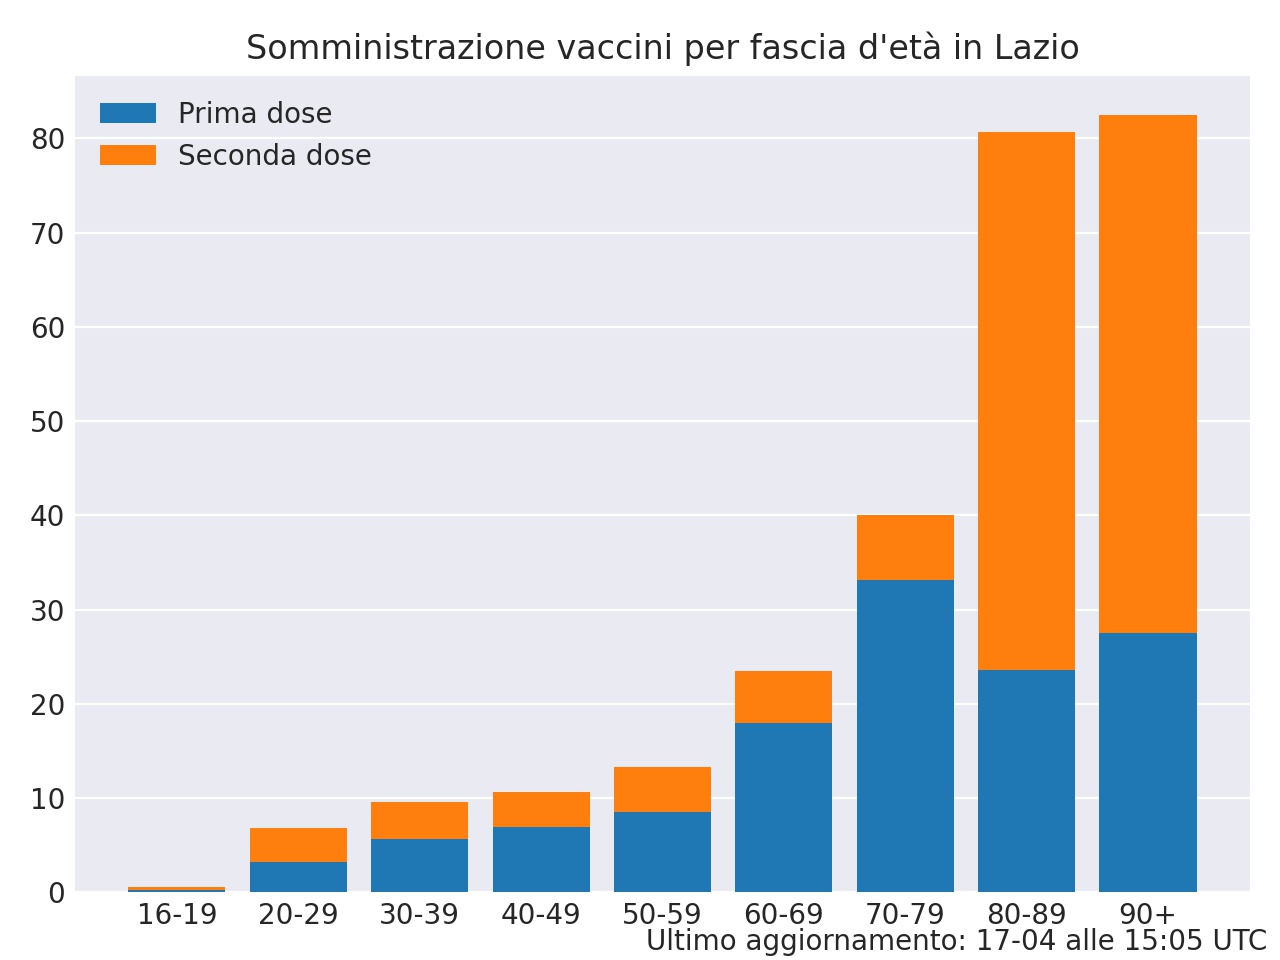 Somministrazione vaccini per fascia d'età in Lazio
Prima dose
Seconda dose
80
70
60
50
40
30
20
10
0
16-19 20-29 30-39 40-49 50-59 60-69 70-79 80-89 90+
Ultimo aggiornamento: 17-04 alle 15:05 UTC